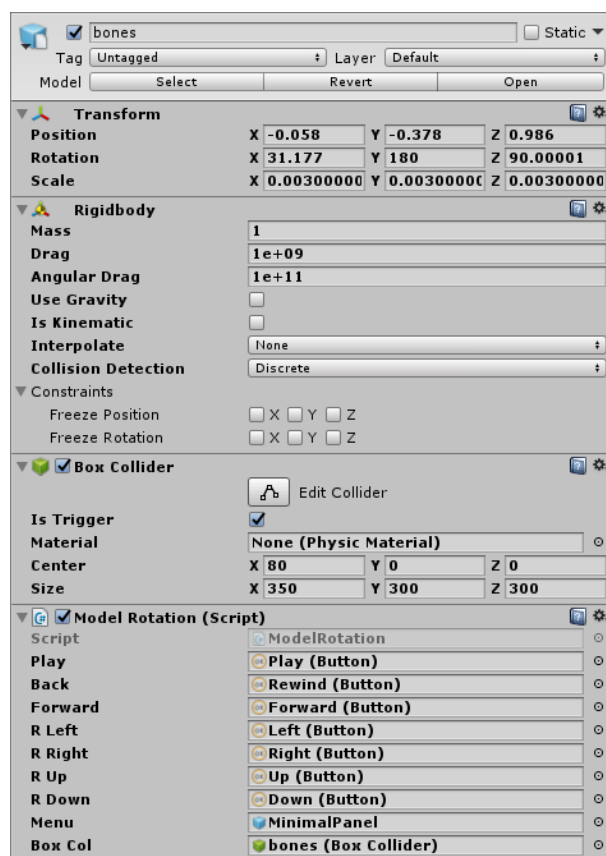 bones Static
Tag Untagged Layer Default
Model Select Revert Open
Transform
Position X -0.058 Y -0.378 Z 0.986
Rotation X 31.177 Y 180 Z 90.00001
Scale X 0.00300000 Y 0.0030000( Z 0.00300000
Rigidbody
Mass 1
Drag 1e+09
Angular Drag 1e+11
Use Gravity
Is Kinematic
Interpolate None
Collision Detection Discrete
Constraints
Freeze Position X Y Z
Freeze Rotation X Y Z
Box Collider
Edit Collider
Is Trigger
Material None (Physic Material)
Center X 80 Y 0 Z 0
Size X 350 Y 300 Z 300
Model Rotation (Script)
Script ModelRotation
Play Play (Button)
Back Rewind (Button)
Forward Forward (Button)
R Left Left (Button)
R Right Right (Button)
R Up Up (Button)
R Down Down (Button)
Menu MinimalPanel
Box Col bones (Box Collider)